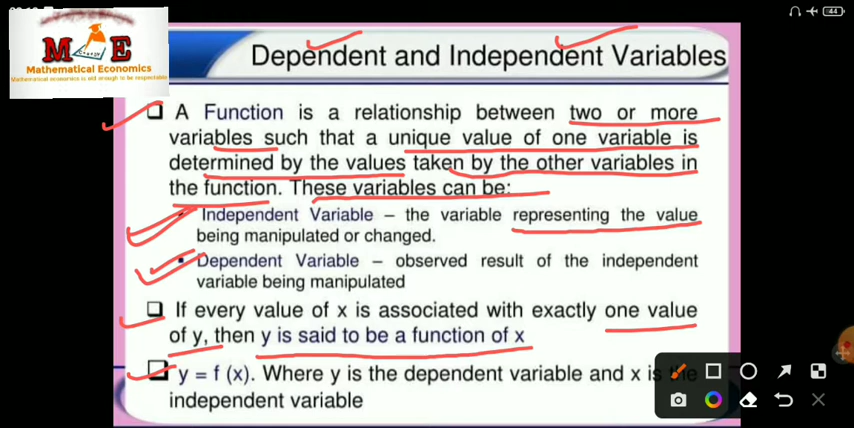 44
M E
Mathematical Economics
Dependent and Independent Variables
A Function is a relationship between two or more
variables such that a unique value of one variable is
determined by the values taken by the other variables in
the function. These variables can be:
Independent Variable – the variable representing the value
being manipulated or changed.
Dependent Variable – observed result of the independent
variable being manipulated
If every value of x is associated with exactly one value
of y, then y is said to be a function of x
y = f (x). Where y is the dependent variable and x is the
independent variable